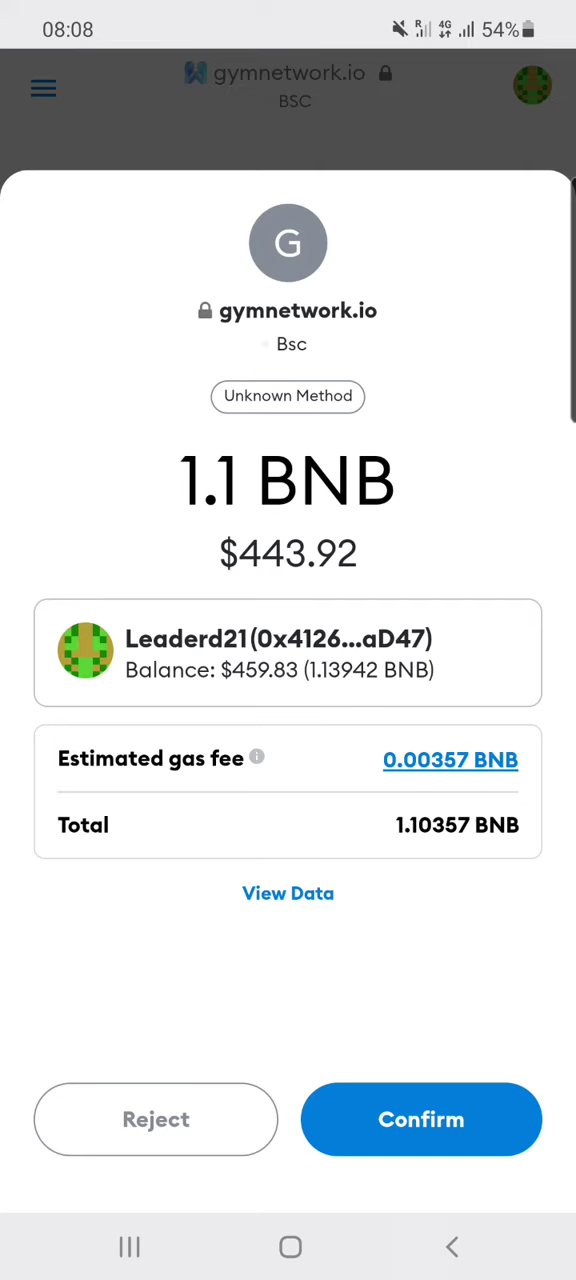 08:08
R 4G 54%
gymnetwork.io
BSC
G
gymnetwork.io
Bsc
Unknown Method
1.1 BNB
$443.92
Leaderd21(0x4126...aD47)
Balance: $459.83 (1.13942 BNB)
Estimated gas fee 0.00357 BNB
Total 1.10357 BNB
View Data
Reject Confirm